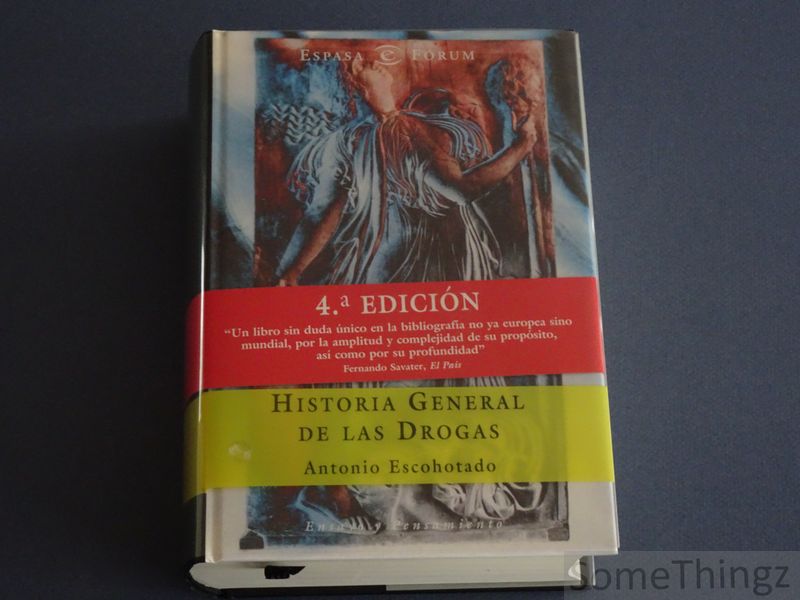 ESPASA e FORUM
4.ª EDICIÓN
“Un libro sin duda único en la bibliografía no ya europea sino
mundial, por la amplitud y complejidad de su propósito,
así como por su profundidad”
Fernando Savater, El País
HISTORIA GENERAL
DE LAS DROGAS
Antonio Escohotado
Ensayo y Pensamiento
SomeThingz